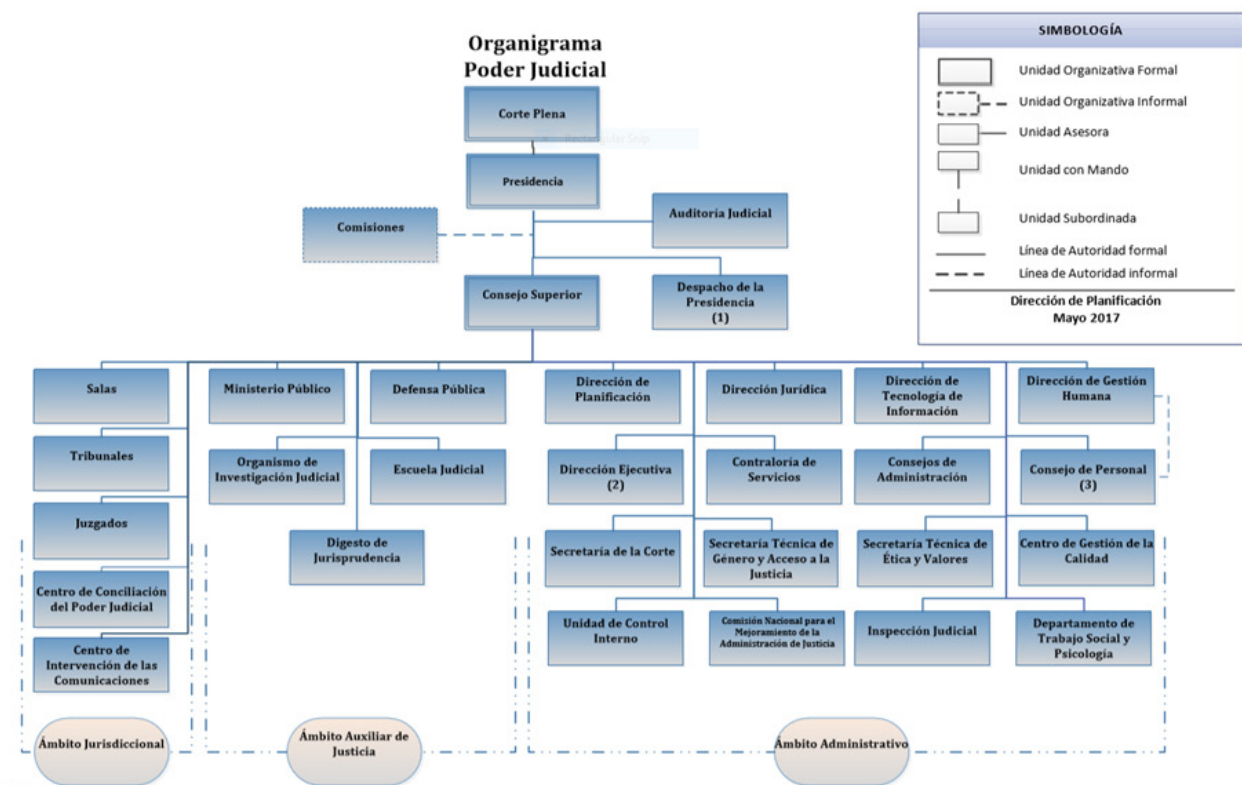 Organigrama
Poder Judicial
Corte Plena
Rectangular Snip
Presidencia
Comisiones
Auditoría Judicial
Consejo Superior
Despacho de la
Presidencia
(1)
SIMBOLOGÍA
Unidad Organizativa Formal
Unidad Organizativa Informal
Unidad Asesora
Unidad con Mando
Unidad Subordinada
Línea de Autoridad formal
Línea de Autoridad informal
Dirección de Planificación
Mayo 2017
Salas
Tribunales
Juzgados
Centro de Conciliación
del Poder Judicial
Centro de
Intervención de las
Comunicaciones
Ámbito Jurisdiccional
Ministerio Público
Defensa Pública
Organismo de
Investigación Judicial
Escuela Judicial
Digesto de
Jurisprudencia
Ámbito Auxiliar de
Justicia
Dirección de
Planificación
Dirección Jurídica
Dirección de
Tecnología de
Información
Dirección de Gestión
Humana
Dirección Ejecutiva
(2)
Contraloría de
Servicios
Consejos de
Administración
Consejo de Personal
(3)
Secretaría de la Corte
Secretaría Técnica de
Género y Acceso a la
Justicia
Secretaría Técnica de
Ética y Valores
Centro de Gestión de la
Calidad
Unidad de Control
Interno
Comisión Nacional para el
Mejoramiento de la
Administración de Justicia
Inspección Judicial
Departamento de
Trabajo Social y
Psicología
Ámbito Administrativo